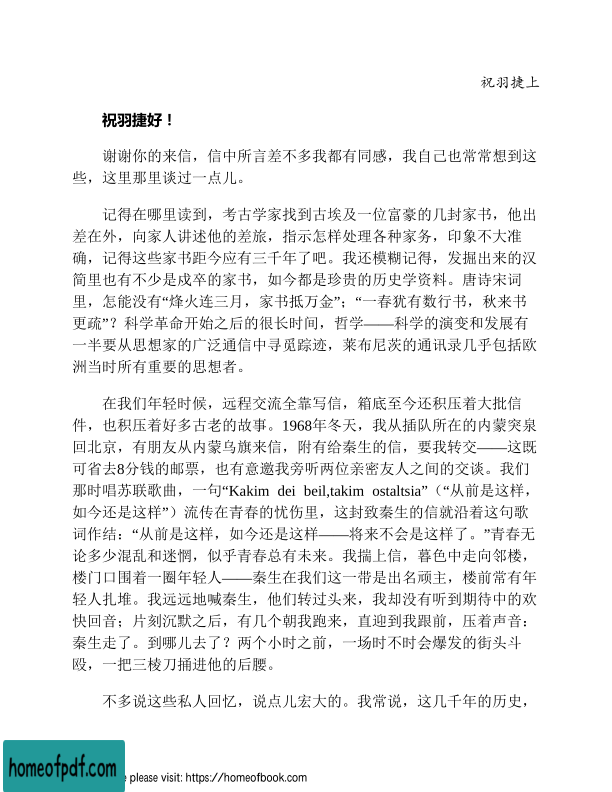 祝羽捷上
祝羽捷好！
谢谢你的来信，信中所言差不多我都有同感，我自己也常常想到这
些，这里那里谈过一点儿。
记得在哪里读到，考古学家找到古埃及一位富豪的几封家书，他出
差在外，向家人讲述他的差旅，指示怎样处理各种家务，印象不大准
确，记得这些家书距今应有三千年了吧。我还模糊记得，发掘出来的汉
简里也有不少是戍卒的家书，如今都是珍贵的历史学资料。唐诗宋词
里，怎能没有“烽火连三月，家书抵万金”；“一春犹有数行书，秋来书
更疏”？科学革命开始之后的很长时间，哲学——科学的演变和发展有
一半要从思想家的广泛通信中寻觅踪迹，莱布尼茨的通讯录几乎包括欧
洲当时所有重要的思想者。
在我们年轻时候，远程交流全靠写信，箱底至今还积压着大批信
件，也积压着好多古老的故事。1968年冬天，我从插队所在的内蒙突泉
回北京，有朋友从内蒙乌旗来信，附有给秦生的信，要我转交——这既
可省去8分钱的邮票，也有意邀我旁听两位亲密友人之间的交谈。我们
那时唱苏联歌曲，一句“Kakim dei beil,takim ostaltsia”（“从前是这样，
如今还是这样”）流传在青春的忧伤里，这封致秦生的信就沿着这句歌
词作结：“从前是这样，如今还是这样——将来不会是这样了。”青春无
论多少混乱和迷惘，似乎青春总有未来。我揣上信，暮色中走向邻楼，
楼门口围着一圈年轻人——秦生在我们这一带是出名顽主，楼前常有年
轻人扎堆。我远远地喊秦生，他们转过头来，我却没有听到期待中的欢
快回音；片刻沉默之后，有几个朝我跑来，直迎到我跟前，压着声音：
秦生走了。到哪儿去了？两个小时之前，一场时不时会爆发的街头斗
殴，一把三棱刀捅进他的后腰。
不多说这些私人回忆，说点儿宏大的。我常说，这几千年的历史，
homeofpdf.com
e please visit: https://homeofbook.com